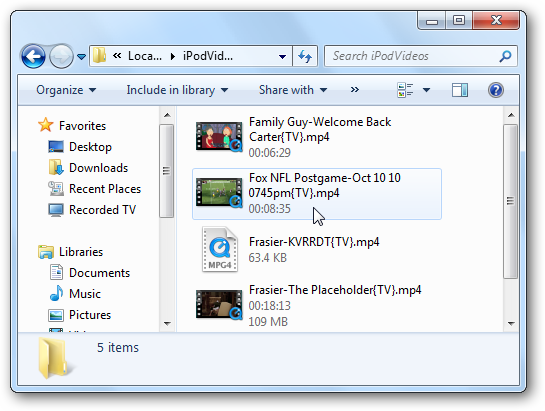 « Loca... ▸ iPodVid...
Search iPodVideos
Organize
Include in library
Share with
»
Favorites
Desktop
Downloads
Recent Places
Recorded TV
Libraries
Documents
Music
Pictures
Family Guy-Welcome Back
Carter{TV}.mp4
00:06:29
Fox NFL Postgame-Oct 10 10
0745pm{TV}.mp4
00:08:35
MPG4
Frasier-KVRRDT{TV}.mp4
63.4 KB
Frasier-The Placeholder{TV}.mp4
00:18:13
109 MB
5 items